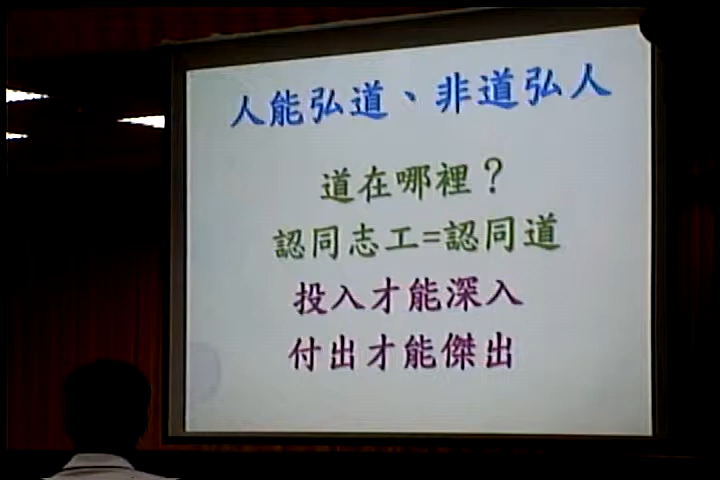 人能弘道、非道弘人
道在哪裡？
認同志工=認同道
投入才能深入
付出才能傑出